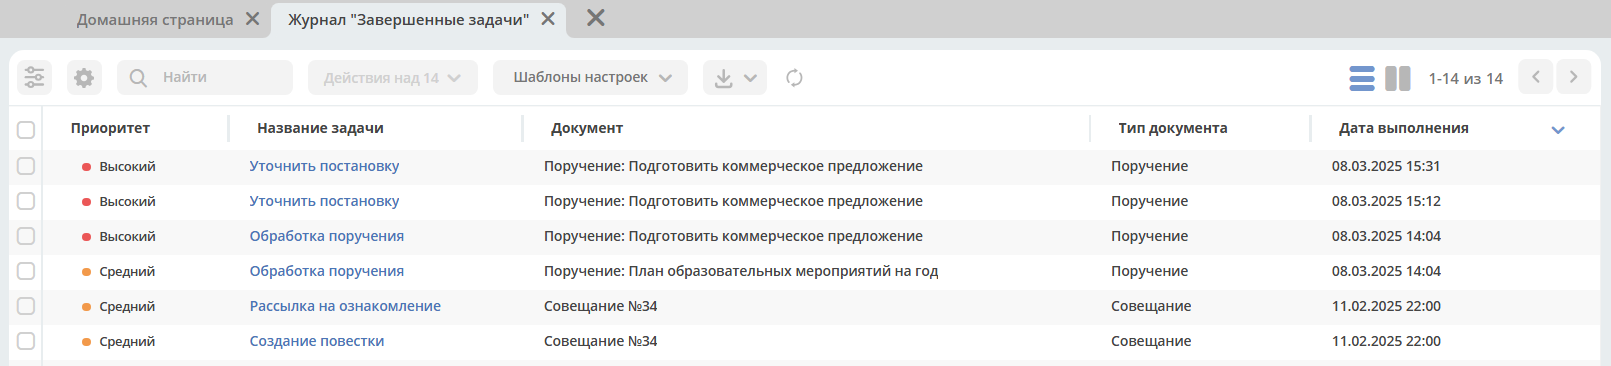 Домашняя страница Журнал "Завершенные задачи"
Найти Действия над 14 Шаблоны настроек 1-14 из 14
Приоритет Название задачи Документ Тип документа Дата выполнения
Высокий Уточнить постановку Поручение: Подготовить коммерческое предложение Поручение 08.03.2025 15:31
Высокий Уточнить постановку Поручение: Подготовить коммерческое предложение Поручение 08.03.2025 15:12
Высокий Обработка поручения Поручение: Подготовить коммерческое предложение Поручение 08.03.2025 14:04
Средний Обработка поручения Поручение: План образовательных мероприятий на год Поручение 08.03.2025 14:04
Средний Рассылка на ознакомление Совещание №34 Совещание 11.02.2025 22:00
Средний Создание повестки Совещание №34 Совещание 11.02.2025 22:00